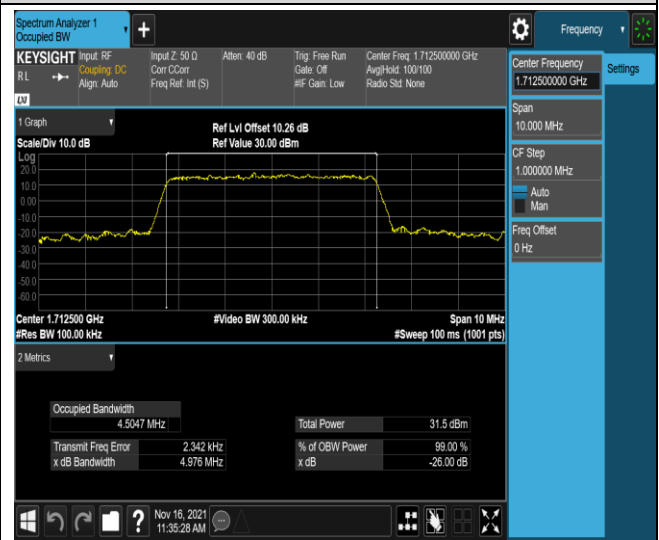 Spectrum Analyzer 1
Occupied BW
+
Frequency
KEYSIGHT
R L
LXI
Input: RF
Coupling: DC
Align: Auto
Input Z: 50 Ω
Corr CCorr
Freq Ref: Int (S)
Atten: 40 dB
Trig: Free Run
Gate: Off
#IF Gain: Low
Center Freq: 1.712500000 GHz
Avg|Hold: 100/100
Radio Std: None
Center Frequency
1.712500000 GHz
Settings
Span
10.000 MHz
CF Step
1.000000 MHz
Auto
Man
Freq Offset
0 Hz
1 Graph
Scale/Div 10.0 dB
Ref Lvl Offset 10.26 dB
Ref Value 30.00 dBm
Log
20.0
10.0
0.00
-10.0
-20.0
-30.0
-40.0
-50.0
-60.0
Center 1.712500 GHz
#Video BW 300.00 kHz
Span 10 MHz
#Res BW 100.00 kHz
#Sweep 100 ms (1001 pts)
2 Metrics
Occupied Bandwidth
4.5047 MHz
Total Power 31.5 dBm
Transmit Freq Error 2.342 kHz
% of OBW Power 99.00 %
x dB Bandwidth 4.976 MHz
x dB -26.00 dB
?
Nov 16, 2021
11:35:28 AM